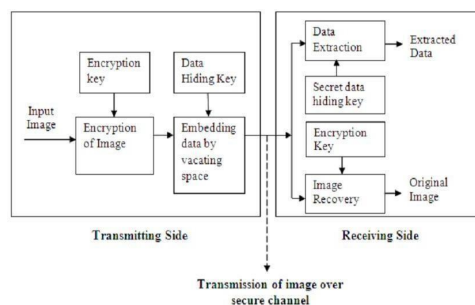 Encryption
key
Data
Hiding Key
Input
Image
Encryption
of Image
Embedding
data by
vacating
space
Transmitting Side
Data
Extraction
Extracted
Data
Secret data
hiding key
Encryption
Key
Image
Recovery
Original
Image
Receiving Side
Transmission of image over
secure channel